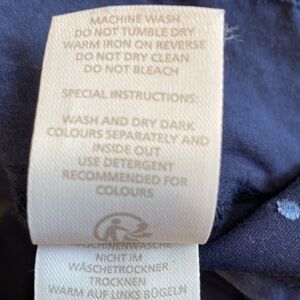 MACHINE WASH
DO NOT TUMBLE DRY
WARM IRON ON REVERSE
DO NOT DRY CLEAN
DO NOT BLEACH
SPECIAL INSTRUCTIONS:
WASH AND DRY DARK
COLOURS SEPARATELY AND
INSIDE OUT
USE DETERGENT
RECOMMENDED FOR
COLOURS
MASCHINENWÄSCHE
NICHT IM
WÄSCHETROCKNER
TROCKNEN
WARM AUF LINKS BÜGELN